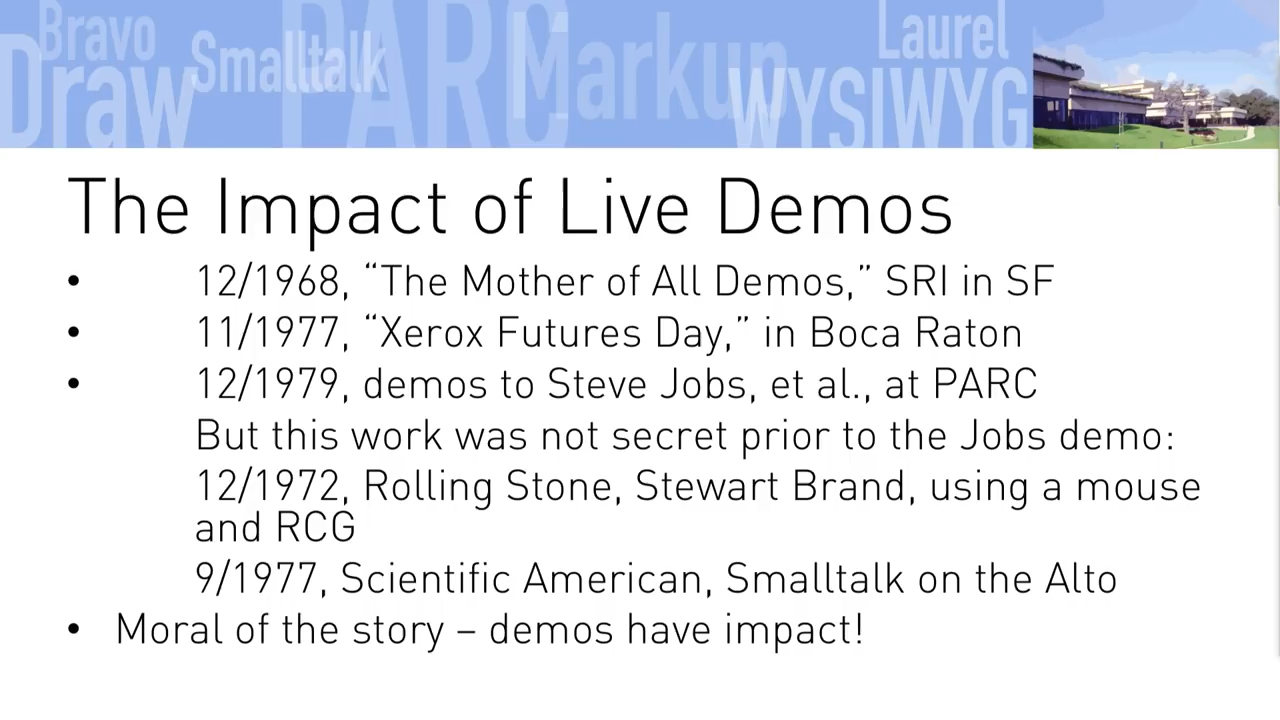 Bravo
Laurel
Draw
Smalltalk
PARC
Markup
WYSIWYG
The Impact of Live Demos
• 12/1968, “The Mother of All Demos,” SRI in SF
• 11/1977, “Xerox Futures Day,” in Boca Raton
• 12/1979, demos to Steve Jobs, et al., at PARC
But this work was not secret prior to the Jobs demo:
12/1972, Rolling Stone, Stewart Brand, using a mouse
and RCG
9/1977, Scientific American, Smalltalk on the Alto
• Moral of the story – demos have impact!